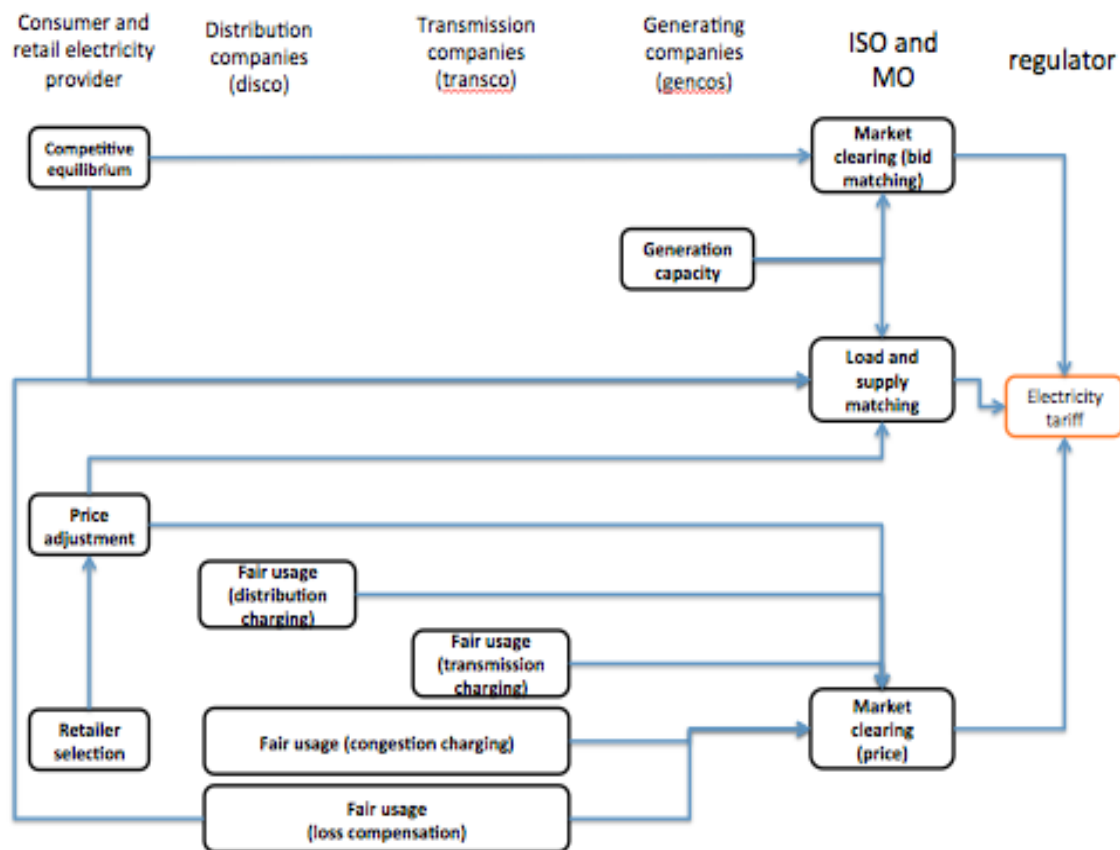 Consumer and
retail electricity
provider
Distribution
companies
(disco)
Transmission
companies
(transco)
Generating
companies
(gencos)
ISO and
MO
regulator
Competitive
equilibrium
Market
clearing (bid
matching)
Generation
capacity
Load and
supply
matching
Electricity
tariff
Price
adjustment
Fair usage
(distribution
charging)
Fair usage
(transmission
charging)
Retailer
selection
Fair usage (congestion charging)
Market
clearing
(price)
Fair usage
(loss compensation)